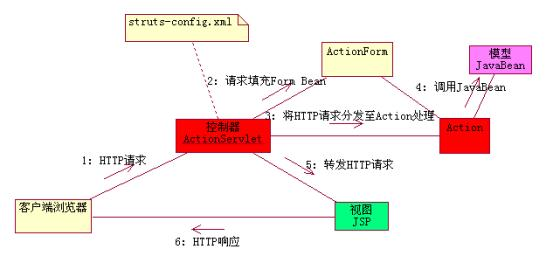 struts-config.xml
ActionForm
模型
JavaBean
2: 请求填充Form Bean
4: 调用JavaBean
3: 将HTTP请求分发至Action处理
控制器
ActionServlet
Action
1: HTTP请求
5: 转发HTTP请求
客户端浏览器
视图
JSP
6: HTTP响应